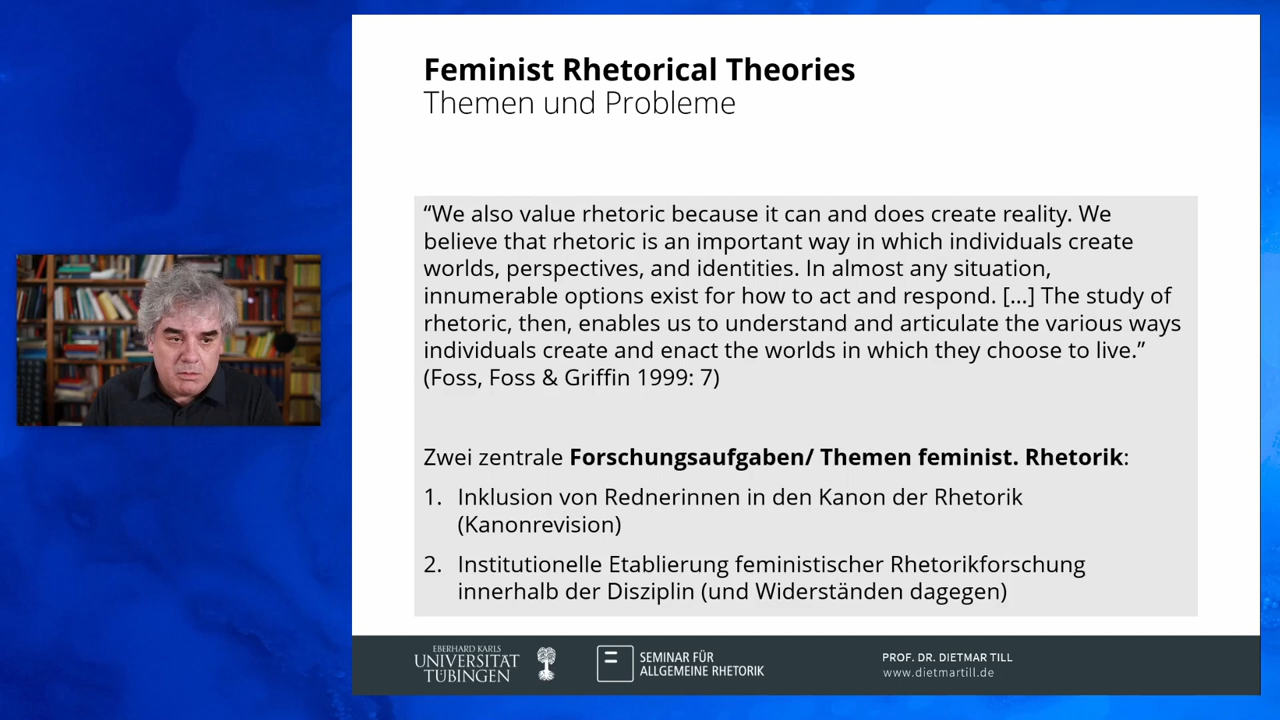 Feminist Rhetorical Theories
Themen und Probleme
“We also value rhetoric because it can and does create reality. We
believe that rhetoric is an important way in which individuals create
worlds, perspectives, and identities. In almost any situation,
innumerable options exist for how to act and respond. [...] The study of
rhetoric, then, enables us to understand and articulate the various ways
individuals create and enact the worlds in which they choose to live.”
(Foss, Foss & Griffin 1999: 7)
Zwei zentrale Forschungsaufgaben/ Themen feminist. Rhetorik:
1. Inklusion von Rednerinnen in den Kanon der Rhetorik
(Kanonrevision)
2. Institutionelle Etablierung feministischer Rhetorikforschung
innerhalb der Disziplin (und Widerständen dagegen)
EBERHARD KARLS
UNIVERSITÄT
TÜBINGEN
SEMINAR FÜR
ALLGEMEINE RHETORIK
PROF. DR. DIETMAR TILL
www.dietmartill.de